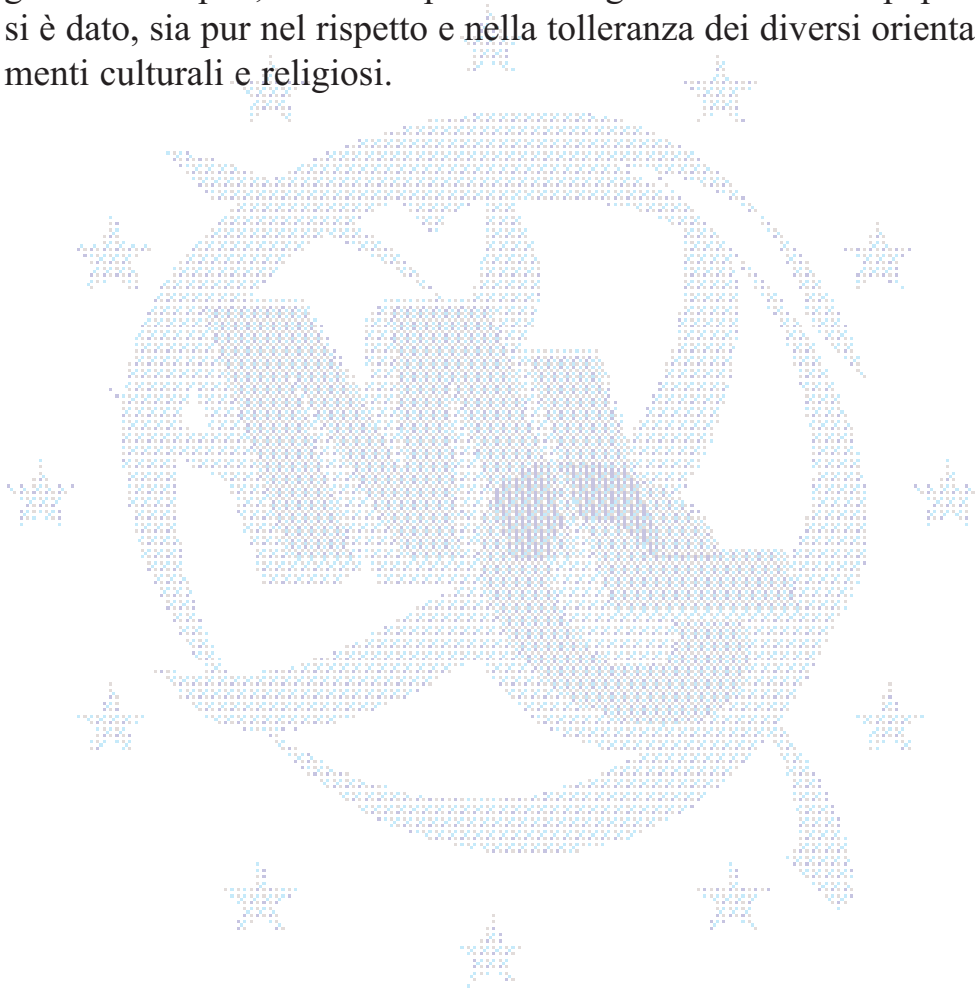 si è dato, sia pur nel rispetto e nella tolleranza dei diversi orienta
menti culturali e religiosi.